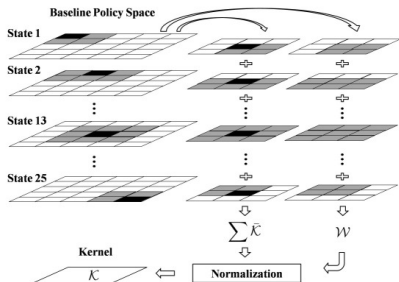 Baseline Policy Space
State 1
State 2
State 13
State 25
∑ K̄
W
Kernel
K
Normalization